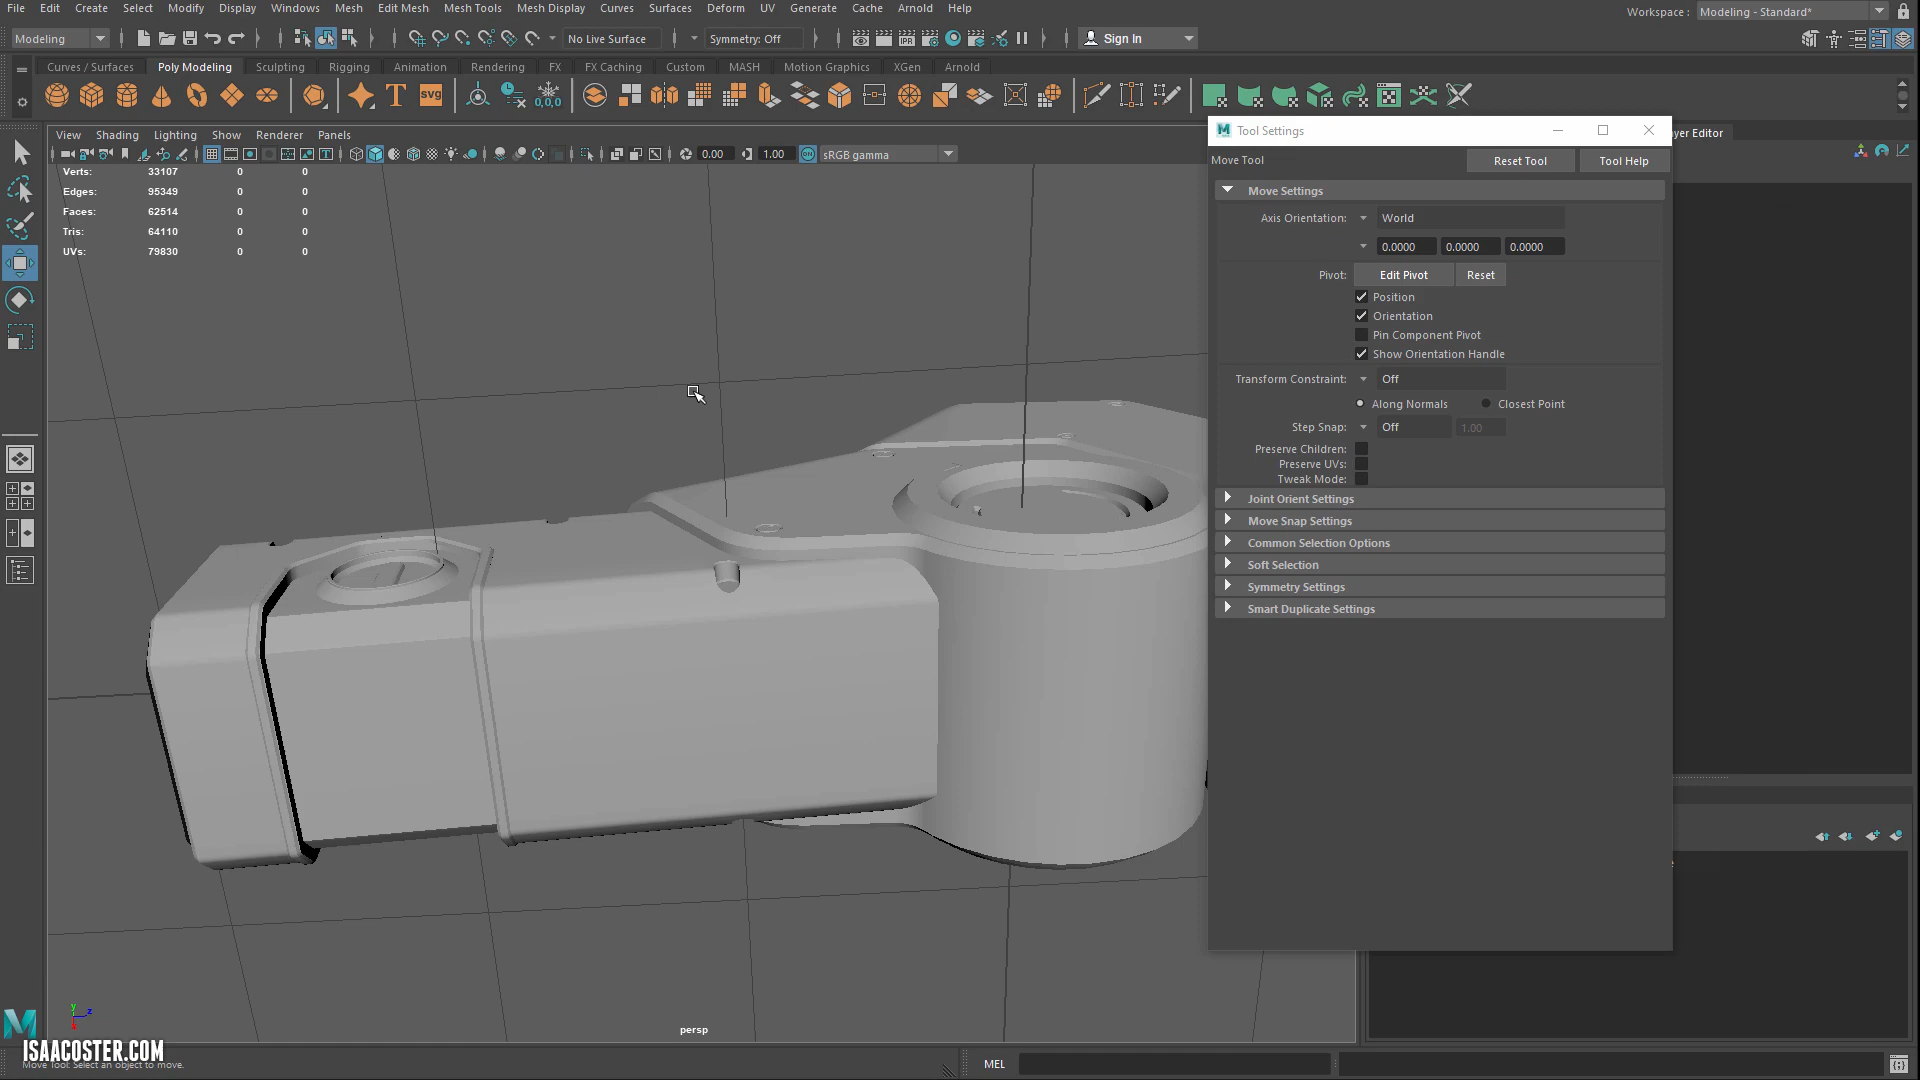 File Edit Create Select Modify Display Windows Mesh Edit Mesh Mesh Tools Mesh Display Curves Surfaces Deform UV Generate Cache Arnold Help
Workspace : Modeling - Standard*
Modeling No Live Surface Symmetry: Off Sign In
Curves / Surfaces Poly Modeling Sculpting Rigging Animation Rendering FX FX Caching Custom MASH Motion Graphics XGen Arnold
T svg 0,0,0
View Shading Lighting Show Renderer Panels
0.00 1.00 ON sRGB gamma
Verts: 33107 0 0
Edges: 95349 0 0
Faces: 62514 0 0
Tris: 64110 0 0
UVs: 79830 0 0
M Tool Settings
yer Editor
Move Tool Reset Tool Tool Help
Move Settings
Axis Orientation: World
0.0000 0.0000 0.0000
Pivot: Edit Pivot Reset
Position
Orientation
Pin Component Pivot
Show Orientation Handle
Transform Constraint: Off
Along Normals Closest Point
Step Snap: Off 1.00
Preserve Children:
Preserve UVs:
Tweak Mode:
Joint Orient Settings
Move Snap Settings
Common Selection Options
Soft Selection
Symmetry Settings
Smart Duplicate Settings
y z x
persp
M
ISAACOSTER.COM
Move Tool: Select an object to move.
MEL